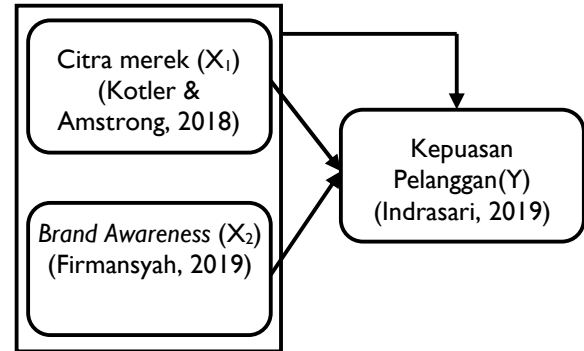 Citra merek (X₁)
(Kotler &
Amstrong, 2018)
Kepuasan
Pelanggan(Y)
(Indrasari, 2019)
Brand Awareness (X₂)
(Firmansyah, 2019)